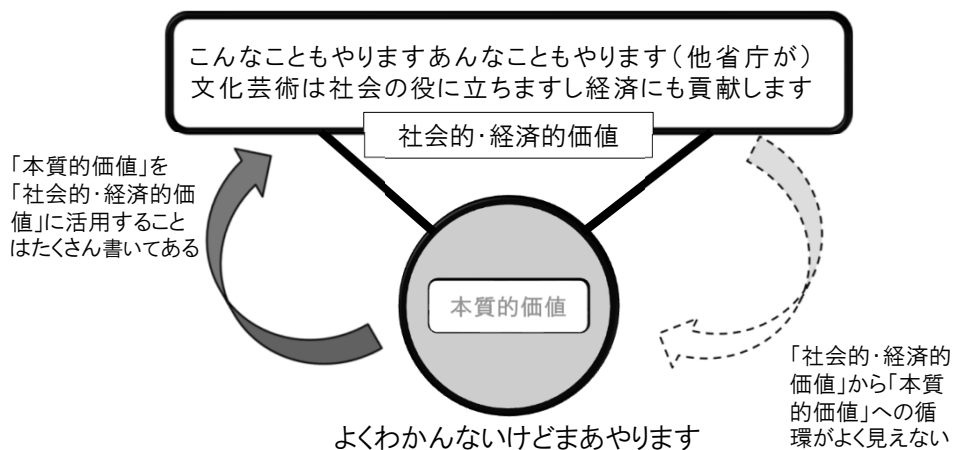 こんなこともやりますあんなこともやります(他省庁が)
文化芸術は社会の役に立ちますし経済にも貢献します
社会的・経済的価値
「本質的価値」を
「社会的・経済的価
値」に活用すること
はたくさん書いてある
本質的価値
「社会的・経済的
価値」から「本質
的価値」への循
環がよく見えない
よくわかんないけどまあやります